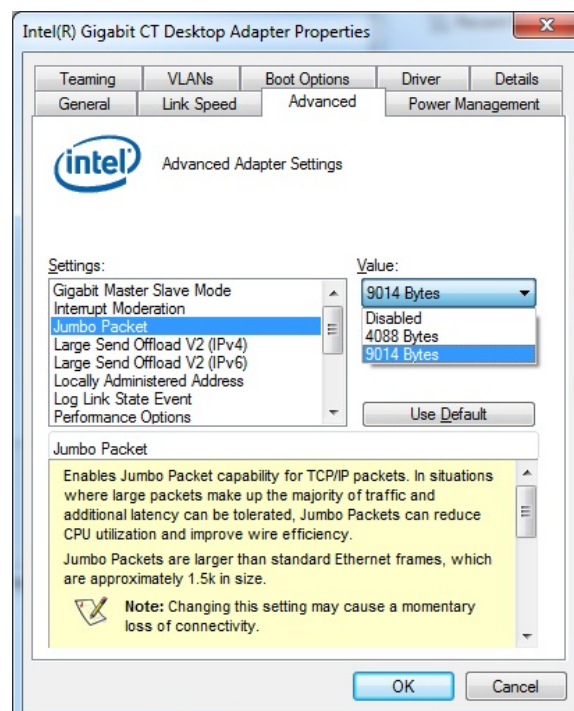 Intel(R) Gigabit CT Desktop Adapter Properties
Teaming VLANs Boot Options Driver Details
General Link Speed Advanced Power Management
intel Advanced Adapter Settings
Settings: Value:
Gigabit Master Slave Mode
Interrupt Moderation
Jumbo Packet
Large Send Offload V2 (IPv4)
Large Send Offload V2 (IPv6)
Locally Administered Address
Log Link State Event
Performance Options
9014 Bytes
Disabled
4088 Bytes
9014 Bytes
Use Default
Jumbo Packet
Enables Jumbo Packet capability for TCP/IP packets. In situations
where large packets make up the majority of traffic and
additional latency can be tolerated, Jumbo Packets can reduce
CPU utilization and improve wire efficiency.
Jumbo Packets are larger than standard Ethernet frames, which
are approximately 1.5k in size.
Note: Changing this setting may cause a momentary
loss of connectivity.
OK Cancel